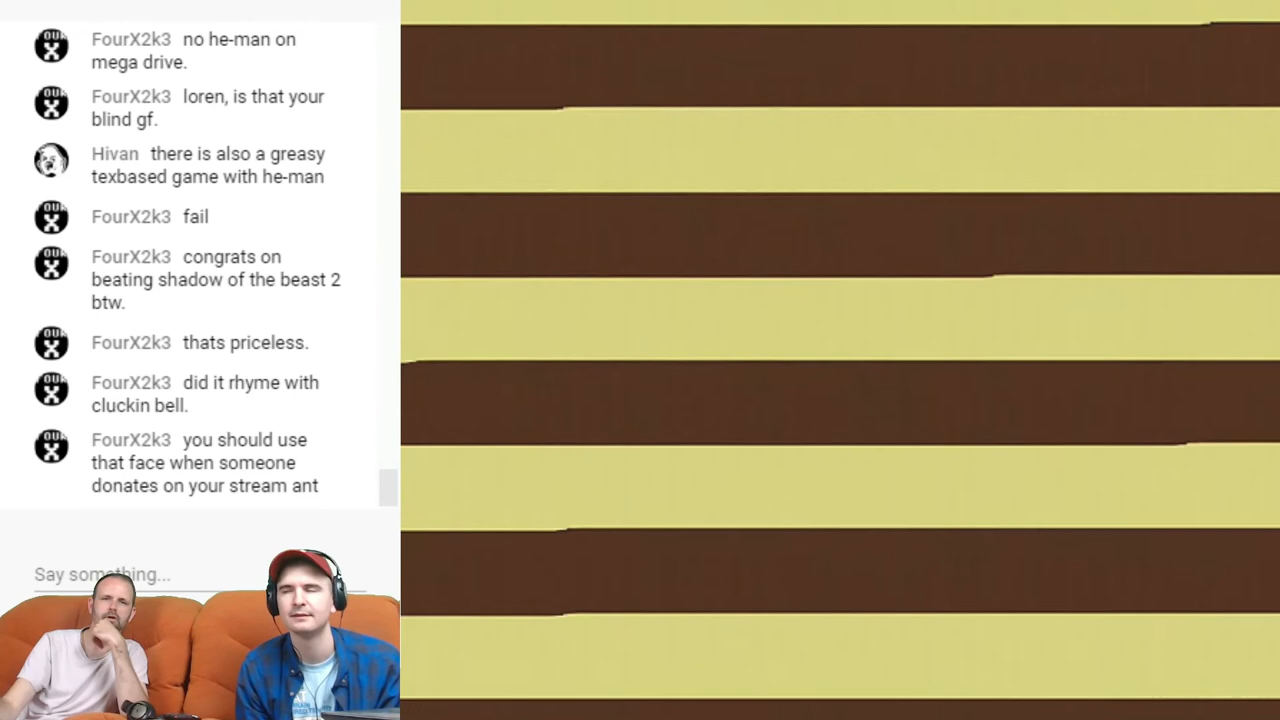 FourX2k3 no he-man on
mega drive.
FourX2k3 loren, is that your
blind gf.
Hivan there is also a greasy
texbased game with he-man
FourX2k3 fail
FourX2k3 congrats on
beating shadow of the beast 2
btw.
FourX2k3 thats priceless.
FourX2k3 did it rhyme with
cluckin bell.
FourX2k3 you should use
that face when someone
donates on your stream ant
Say something...